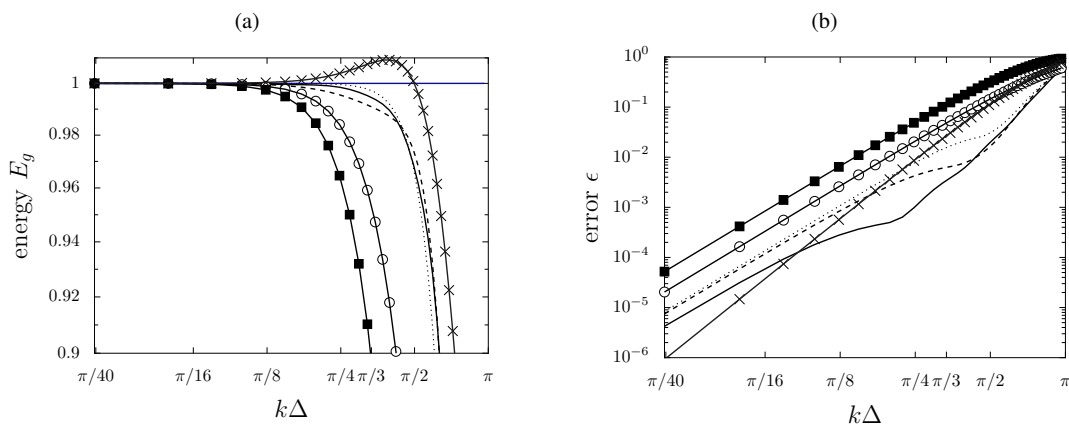 (a)
energy E_g
1
0.98
0.96
0.94
0.92
0.9
π/40
π/16
π/8
π/4
π/3
π/2
π
kΔ
(b)
error ϵ
10^0
10^{-1}
10^{-2}
10^{-3}
10^{-4}
10^{-5}
10^{-6}
π/40
π/16
π/8
π/4
π/3
π/2
π
kΔ